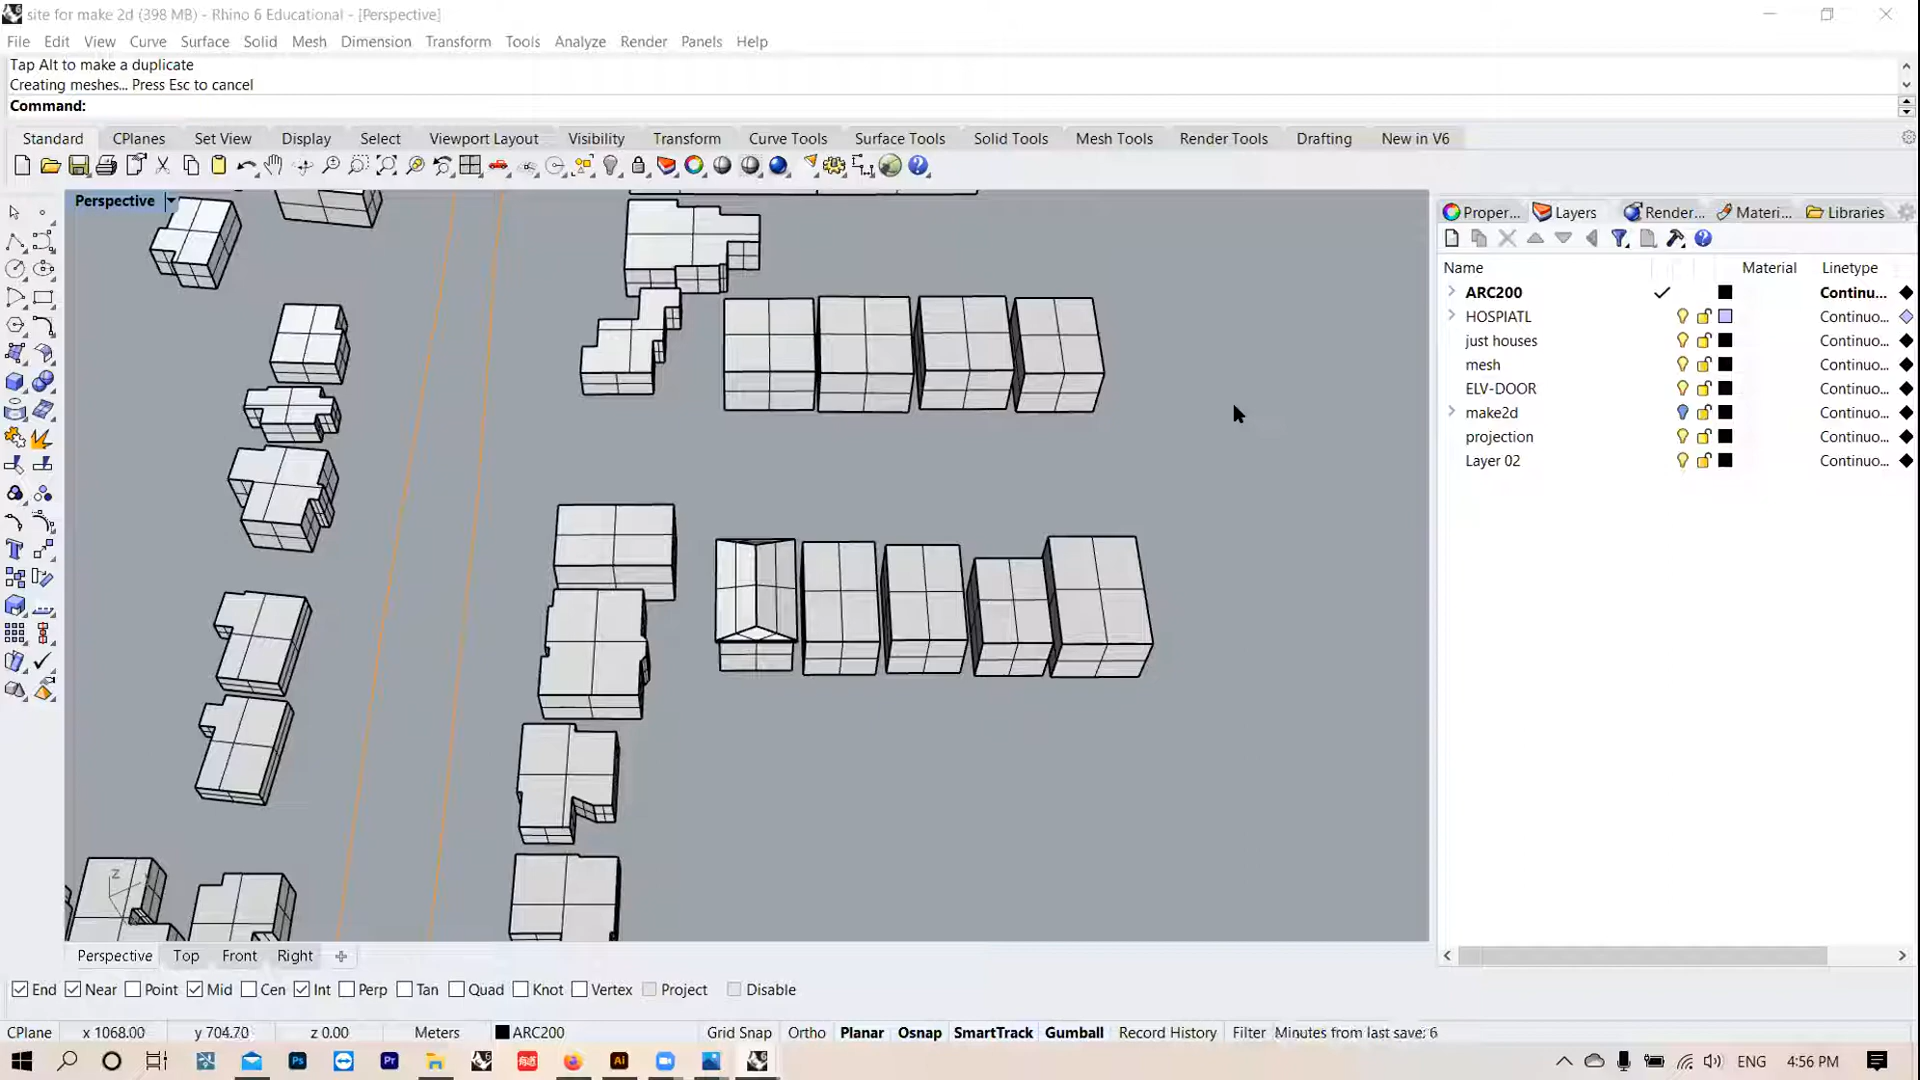 site for make 2d (398 MB) - Rhino 6 Educational - [Perspective]
File Edit View Curve Surface Solid Mesh Dimension Transform Tools Analyze Render Panels Help
Tap Alt to make a duplicate
Creating meshes... Press Esc to cancel
Command:
Standard CPlanes Set View Display Select Viewport Layout Visibility Transform Curve Tools Surface Tools Solid Tools Mesh Tools Render Tools Drafting New in V6
Perspective
Proper... Layers Render... Materi... Libraries
Name Material Linetype
ARC200 Continu...
HOSPIATL Continuo...
just houses Continuo...
mesh Continuo...
ELV-DOOR Continuo...
make2d Continuo...
projection Continuo...
Layer 02 Continuo...
z
Perspective Top Front Right
End Near Point Mid Cen Int Perp Tan Quad Knot Vertex Project Disable
CPlane x 1068.00 y 704.70 z 0.00 Meters ARC200 Grid Snap Ortho Planar Osnap SmartTrack Gumball Record History Filter Minutes from last save: 6
Ps Pr Ai ENG 4:56 PM